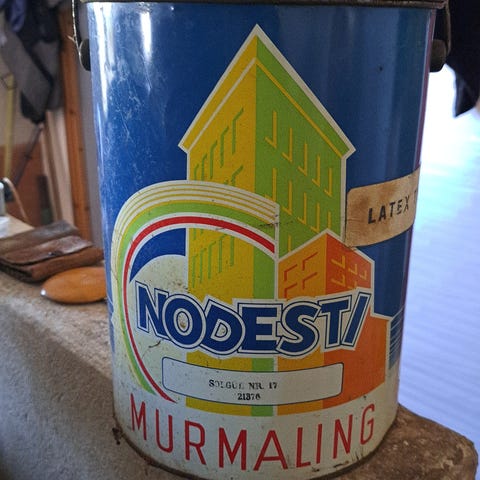 LATEX
NODESTI
SOLGUL NR. 17
21376
MURMALING